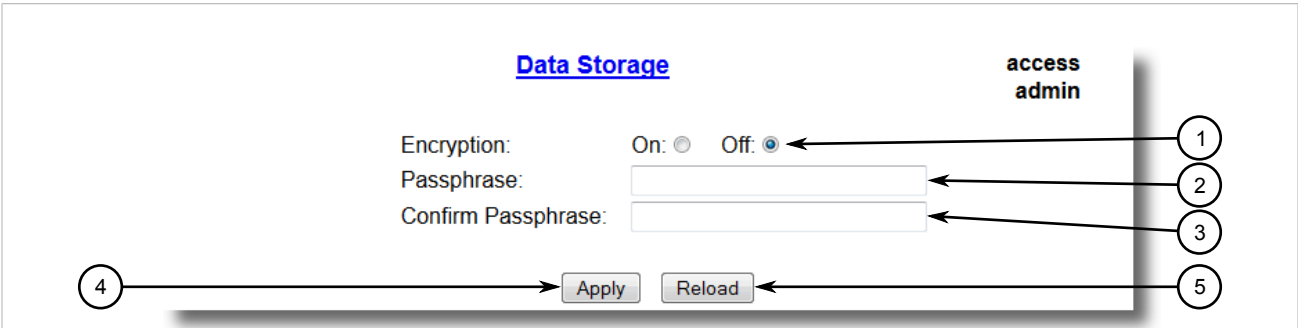 Data Storage
access
admin
Encryption: On: Off: 1
Passphrase: 2
Confirm Passphrase: 3
4 Apply Reload 5